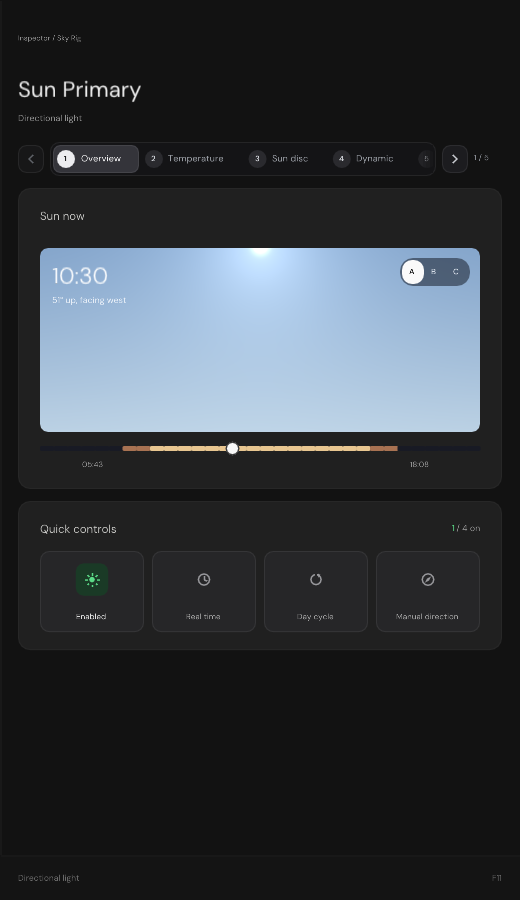 Inspector / Sky Rig
Sun Primary
Directional light
1 Overview 2 Temperature 3 Sun disc 4 Dynamic 5 1 / 5
Sun now
10:30
A B C
51° up, facing west
05:43 18:08
Quick controls 1 / 4 on
Enabled Real time Day cycle Manual direction
Directional light F11